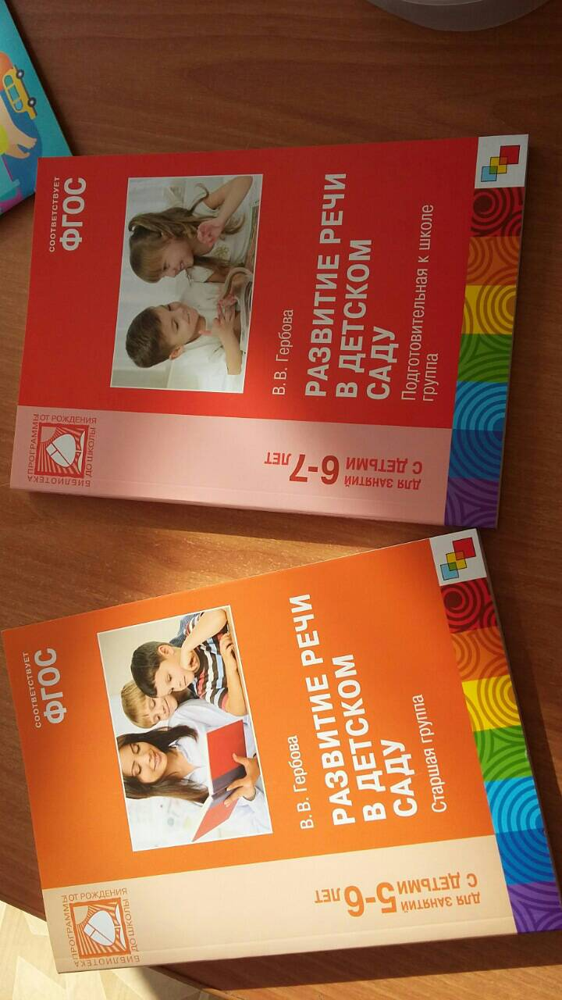 СООТВЕТСТВУЕТ
ФГОС
В. В. Гербова
РАЗВИТИЕ РЕЧИ
В ДЕТСКОМ
САДУ
Подготовительная к школе
группа
БИБЛИОТЕКА ПРОГРАММЫ
ОТ РОЖДЕНИЯ
ДО ШКОЛЫ
ДЛЯ ЗАНЯТИЙ
С ДЕТЬМИ
6-7 ЛЕТ
СООТВЕТСТВУЕТ
ФГОС
В. В. Гербова
РАЗВИТИЕ РЕЧИ
В ДЕТСКОМ
САДУ
Старшая группа
БИБЛИОТЕКА ПРОГРАММЫ
ОТ РОЖДЕНИЯ
ДО ШКОЛЫ
ДЛЯ ЗАНЯТИЙ
С ДЕТЬМИ
5-6 ЛЕТ